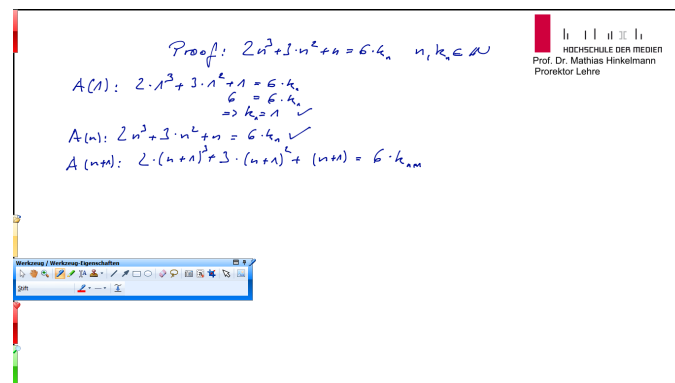 Proof: 2n³+3·n²+n = 6·kₙ   n, kₙ ∈ ℕ
HOCHSCHULE DER MEDIEN
Prof. Dr. Mathias Hinkelmann
Prorektor Lehre
A(1): 2·1³+3·1²+1 = 6·kₙ
6 = 6·kₙ
=> kₙ=1 ✓
A(n): 2n³+3·n²+n = 6·kₙ ✓
A(n+1): 2·(n+1)³+3·(n+1)²+(n+1) = 6·kₙ₊₁
Werkzeug / Werkzeug-Eigenschaften
Stift